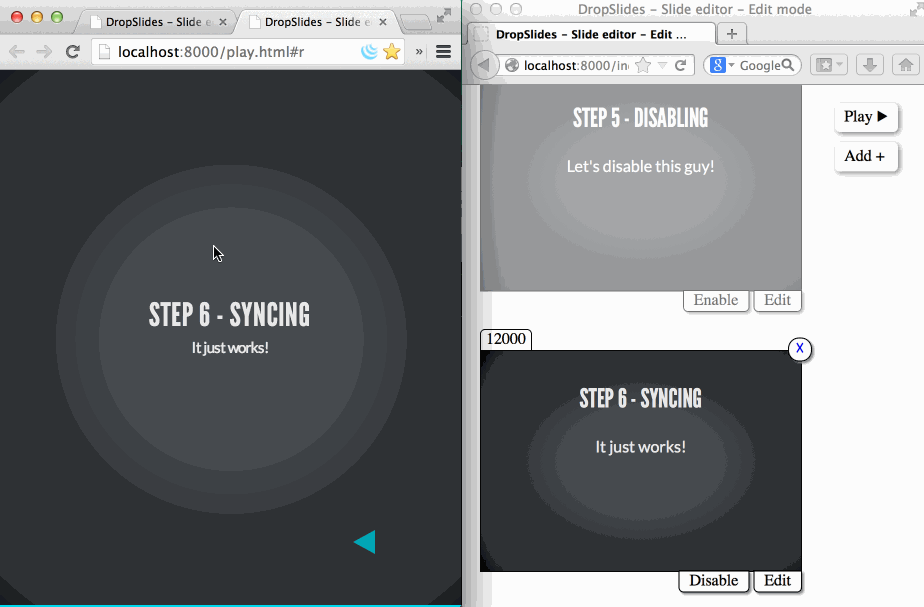 DropSlides – Slide e
DropSlides – Slide e
localhost:8000/play.html#r
STEP 6 - SYNCING
It just works!
DropSlides – Slide editor – Edit mode
DropSlides – Slide editor – Edit ...
localhost:8000/in
Google
STEP 5 - DISABLING
Let's disable this guy!
Enable
Edit
Play ▶
Add +
12000
X
STEP 6 - SYNCING
It just works!
Disable
Edit